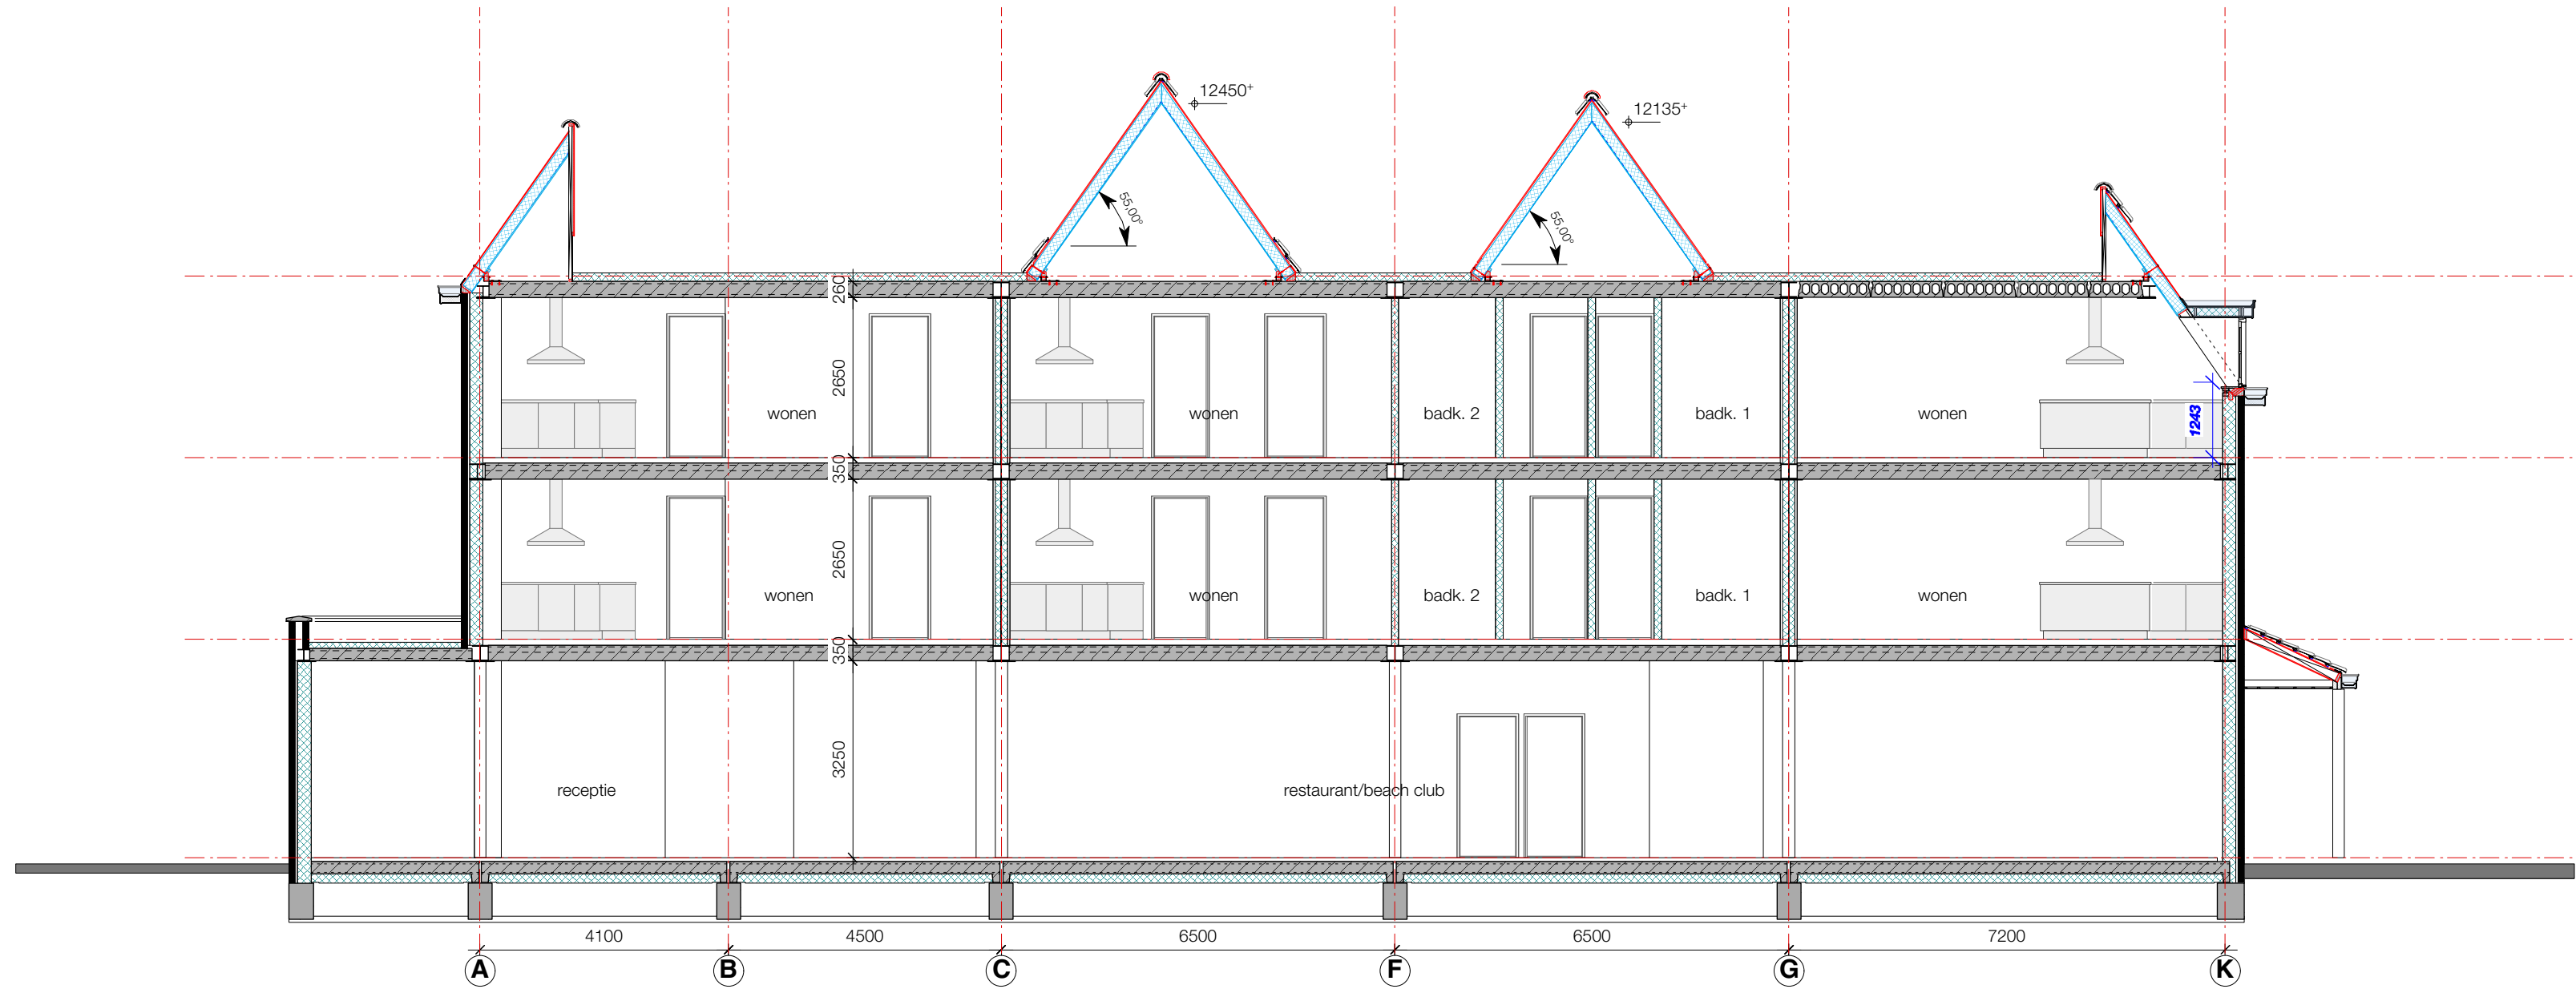 12450+
12135+
55,00°
55,00°
260
2650
wonen
wonen
badk. 2
badk. 1
wonen
1243
350
2650
wonen
wonen
badk. 2
badk. 1
wonen
350
3250
receptie
restaurant/beach club
4100
4500
6500
6500
7200
A
B
C
F
G
K